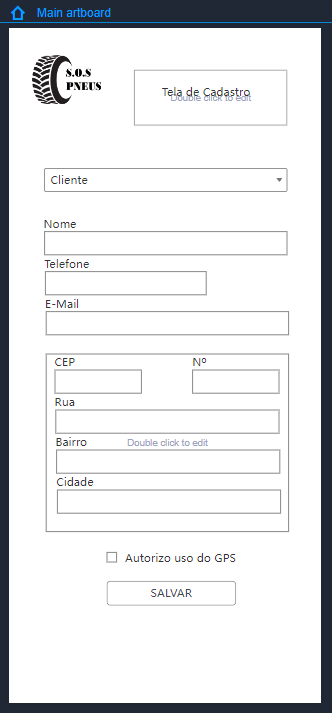 Main artboard
S.O.S
PNEUS
Tela de Cadastro
Double click to edit
Cliente
Nome
Telefone
E-Mail
CEP Nº
Rua
Bairro Double click to edit
Cidade
Autorizo uso do GPS
SALVAR